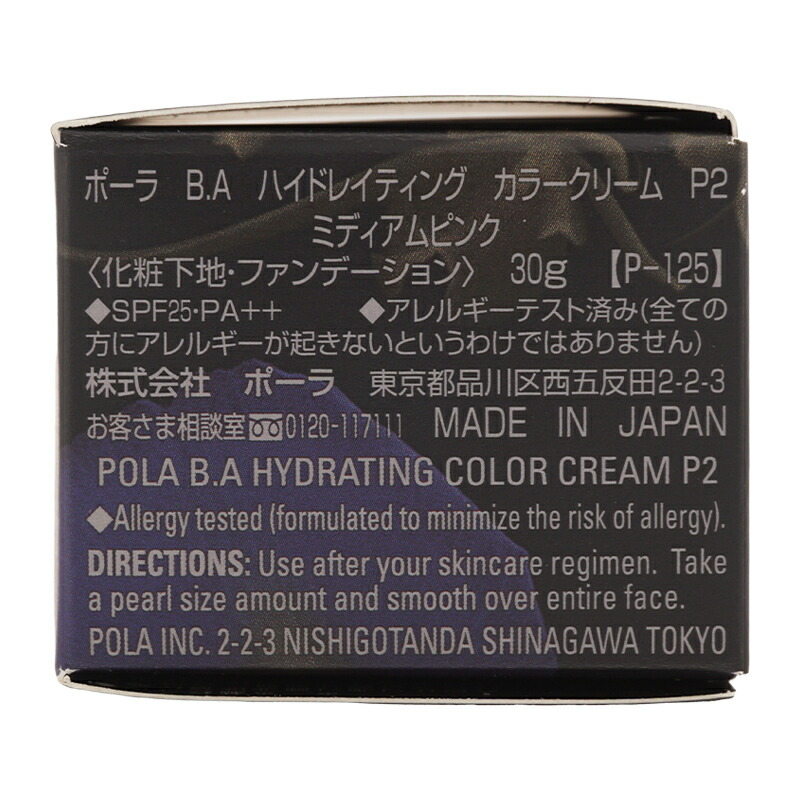 ポーラ B.A ハイドレイティング カラークリーム P2
ミディアムピンク
〈化粧下地・ファンデーション〉 30g 【P-125】
◆SPF25・PA++ ◆アレルギーテスト済み(全ての
方にアレルギーが起きないというわけではありません)
株式会社 ポーラ 東京都品川区西五反田2-2-3
お客さま相談室 0120-117111 MADE IN JAPAN
POLA B.A HYDRATING COLOR CREAM P2
◆Allergy tested (formulated to minimize the risk of allergy).
DIRECTIONS: Use after your skincare regimen. Take
a pearl size amount and smooth over entire face.
POLA INC. 2-2-3 NISHIGOTANDA SHINAGAWA TOKYO